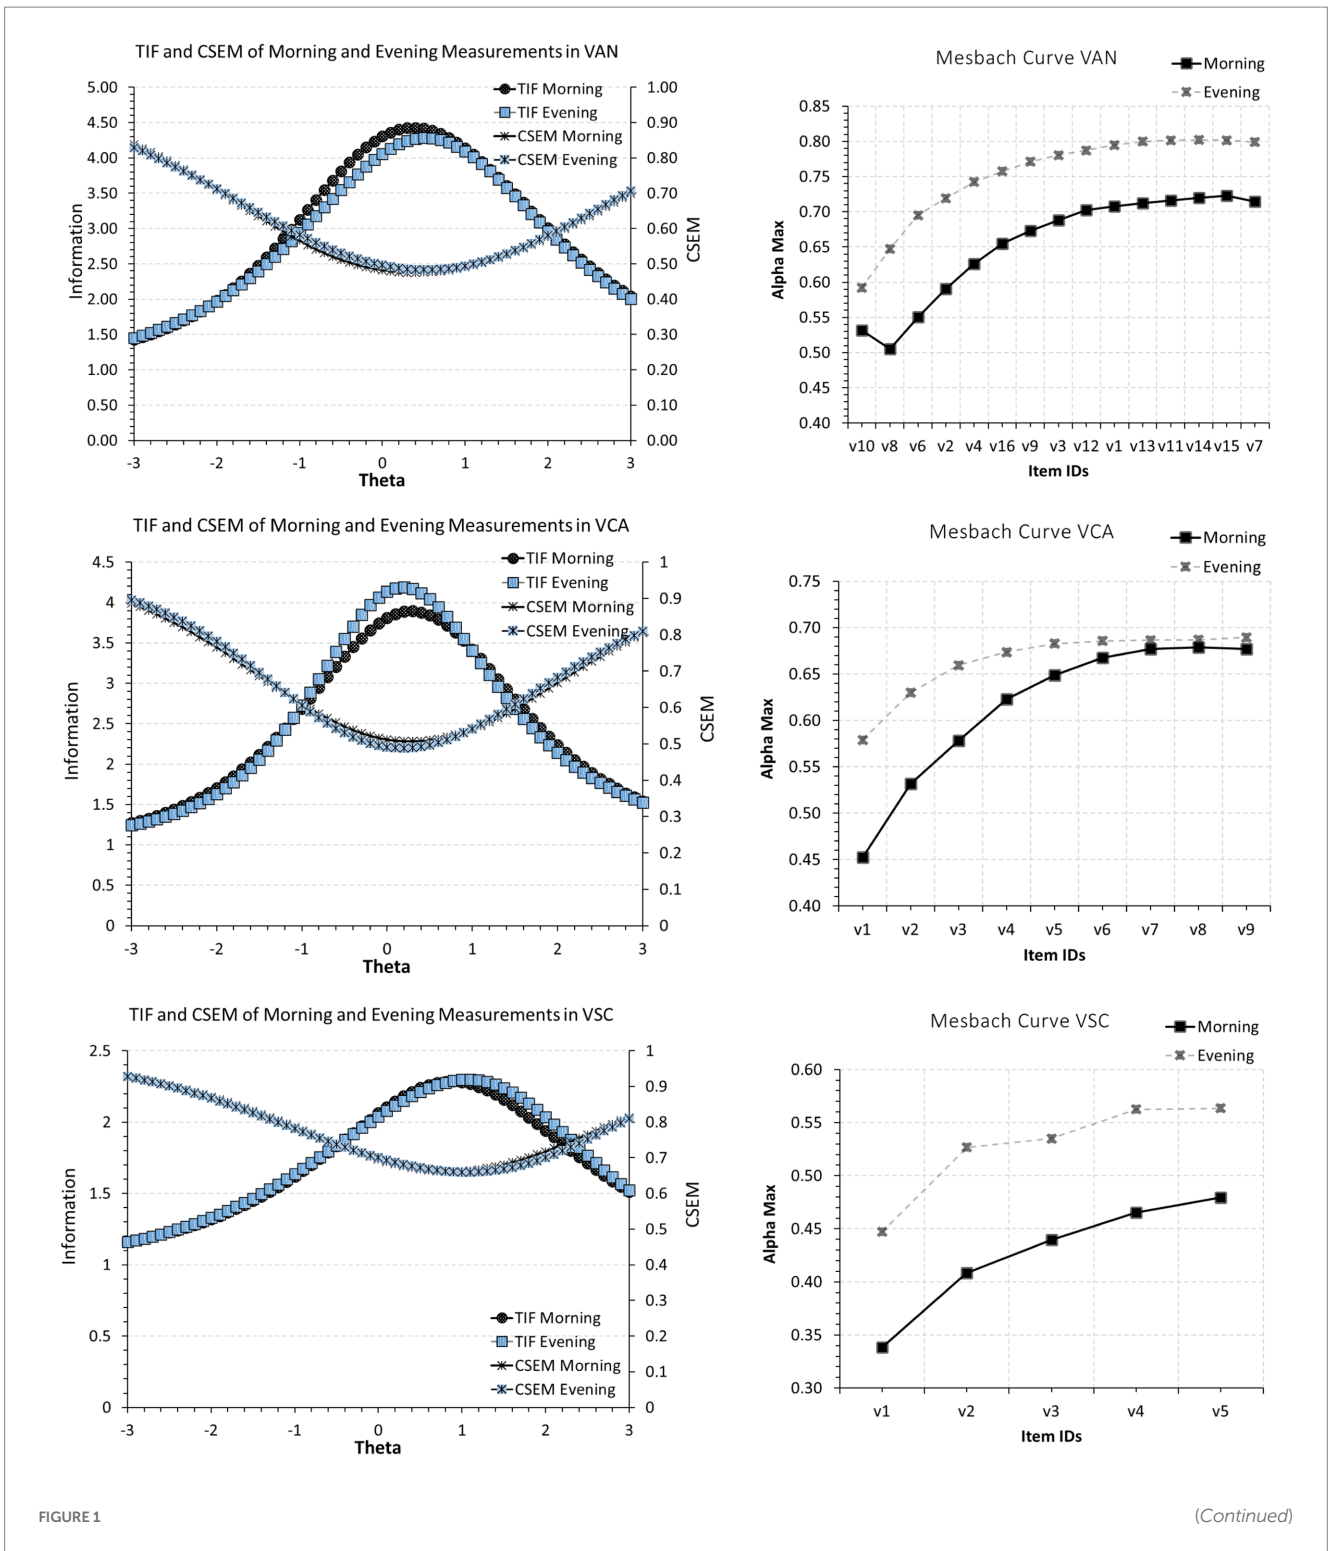 TIF and CSEM of Morning and Evening Measurements in VAN
TIF Morning
TIF Evening
CSEM Morning
CSEM Evening
5.00
4.50
4.00
3.50
3.00
2.50
2.00
1.50
1.00
0.50
0.00
Information
1.00
0.90
0.80
0.70
0.60
0.50
0.40
0.30
0.20
0.10
0.00
CSEM
-3 -2 -1 0 1 2 3
Theta
Mesbach Curve VAN
Morning
Evening
0.85
0.80
0.75
0.70
0.65
0.60
0.55
0.50
0.45
0.40
Alpha Max
v10 v8 v6 v2 v4 v16 v9 v3 v12 v1 v13 v11 v14 v15 v7
Item IDs
TIF and CSEM of Morning and Evening Measurements in VCA
TIF Morning
TIF Evening
CSEM Morning
CSEM Evening
4.5
4
3.5
3
2.5
2
1.5
1
0.5
0
Information
1
0.9
0.8
0.7
0.6
0.5
0.4
0.3
0.2
0.1
0
CSEM
-3 -2 -1 0 1 2 3
Theta
Mesbach Curve VCA
Morning
Evening
0.75
0.70
0.65
0.60
0.55
0.50
0.45
0.40
Alpha Max
v1 v2 v3 v4 v5 v6 v7 v8 v9
Item IDs
TIF and CSEM of Morning and Evening Measurements in VSC
2.5
2
1.5
1
0.5
0
Information
1
0.9
0.8
0.7
0.6
0.5
0.4
0.3
0.2
0.1
0
CSEM
TIF Morning
TIF Evening
CSEM Morning
CSEM Evening
-3 -2 -1 0 1 2 3
Theta
Mesbach Curve VSC
Morning
Evening
0.60
0.55
0.50
0.45
0.40
0.35
0.30
Alpha Max
v1 v2 v3 v4 v5
Item IDs
FIGURE 1
(Continued)